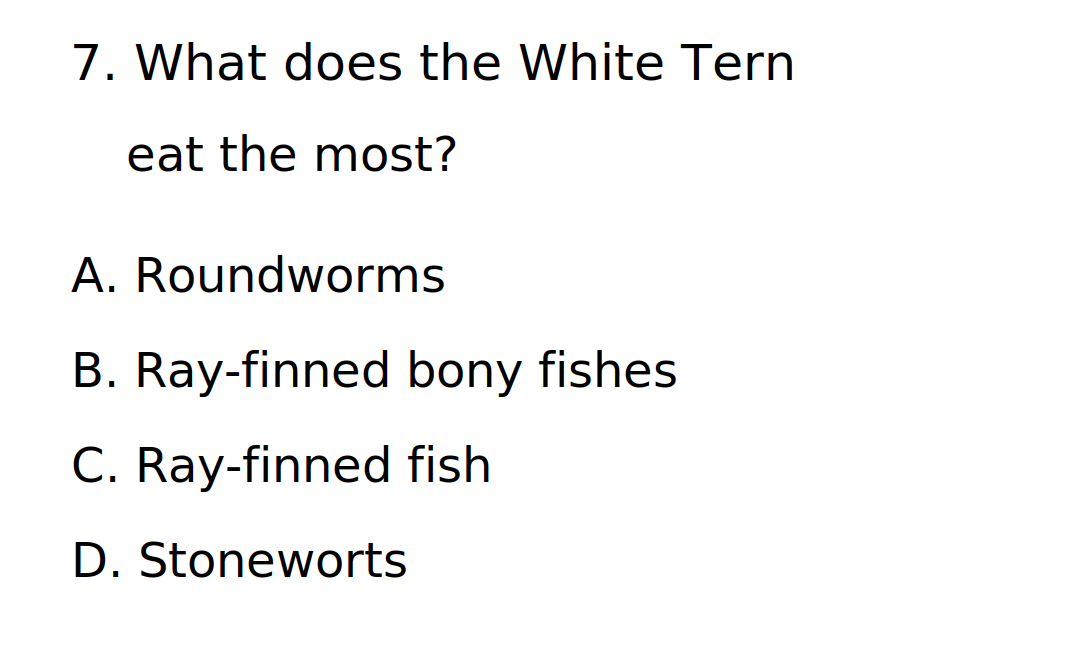 7. What does the White Tern
eat the most?
A. Roundworms
B. Ray-finned bony fishes
C. Ray-finned fish
D. Stoneworts